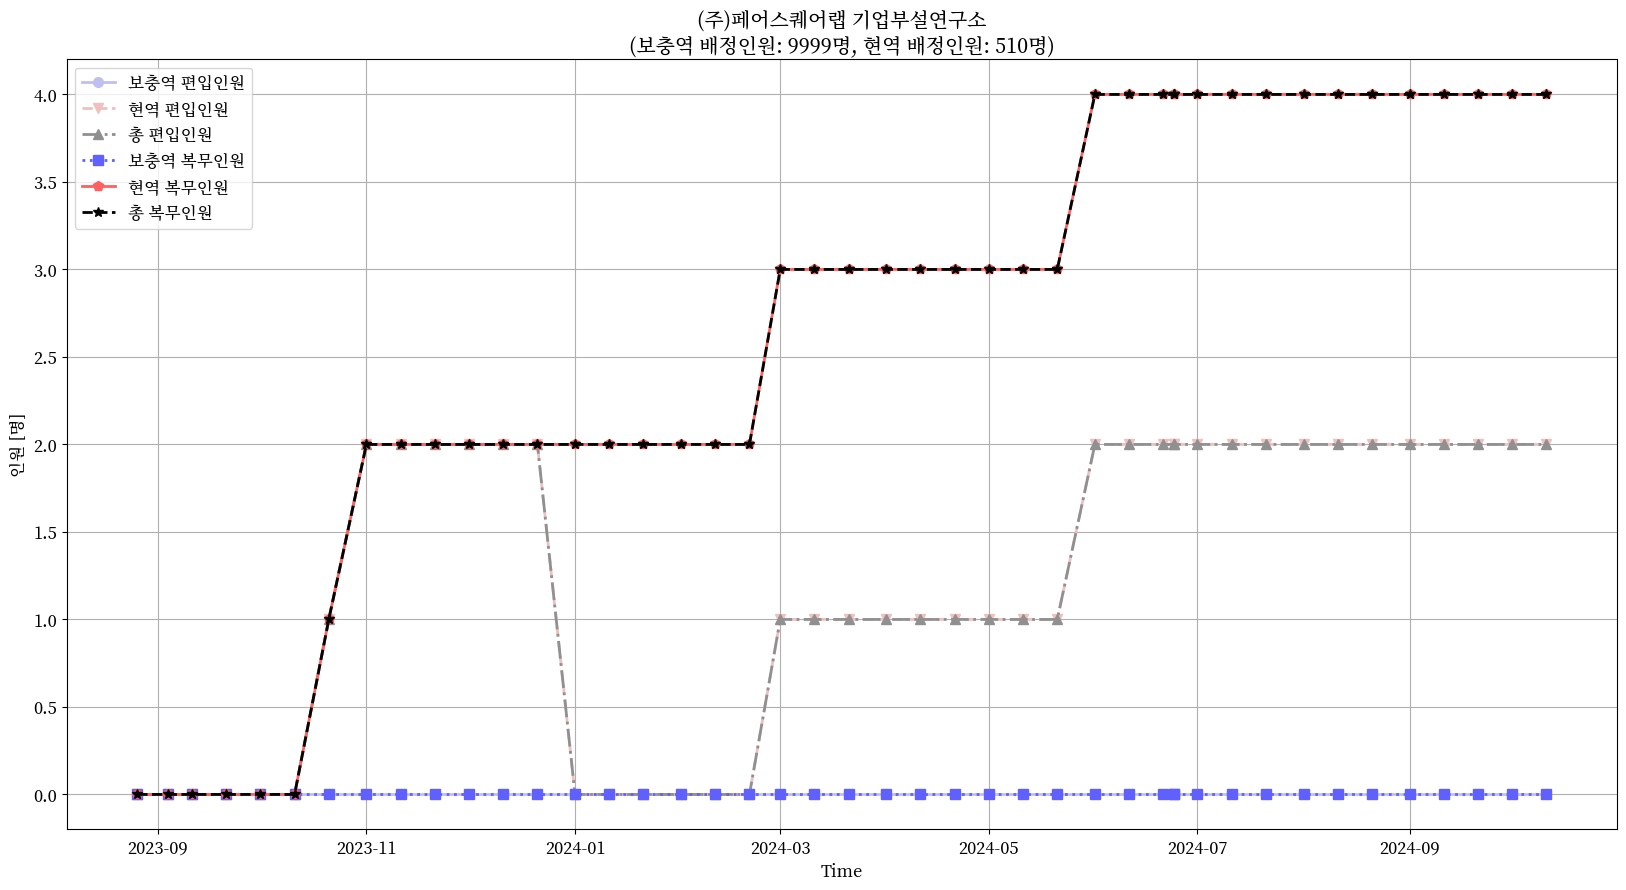 (주)페어스퀘어랩 기업부설연구소
(보충역 배정인원: 9999명, 현역 배정인원: 510명)
보충역 편입인원
현역 편입인원
총 편입인원
보충역 복무인원
현역 복무인원
총 복무인원
인원 [명]
4.0
3.5
3.0
2.5
2.0
1.5
1.0
0.5
0.0
2023-09
2023-11
2024-01
2024-03
2024-05
2024-07
2024-09
Time